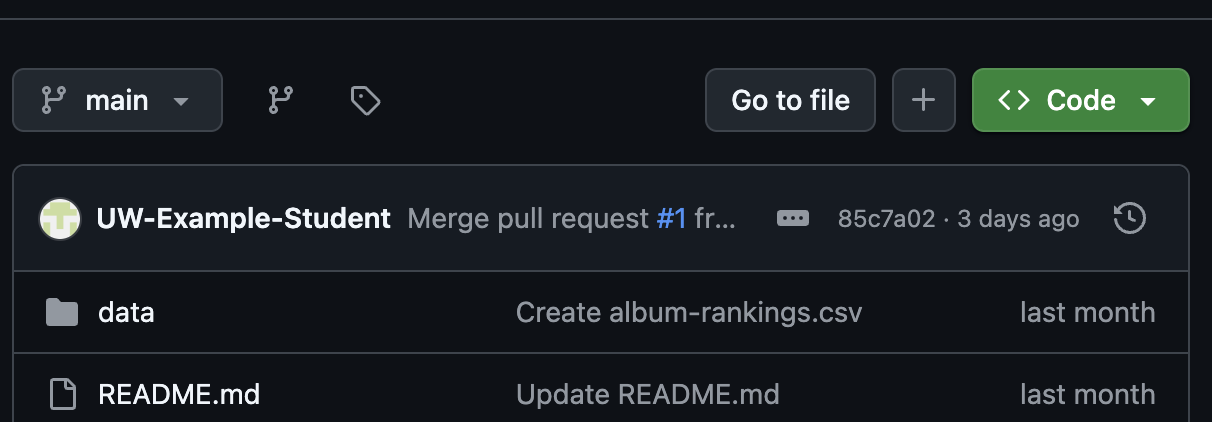 main Go to file + Code
UW-Example-Student Merge pull request #1 fr... 85c7a02 · 3 days ago
data Create album-rankings.csv last month
README.md Update README.md last month